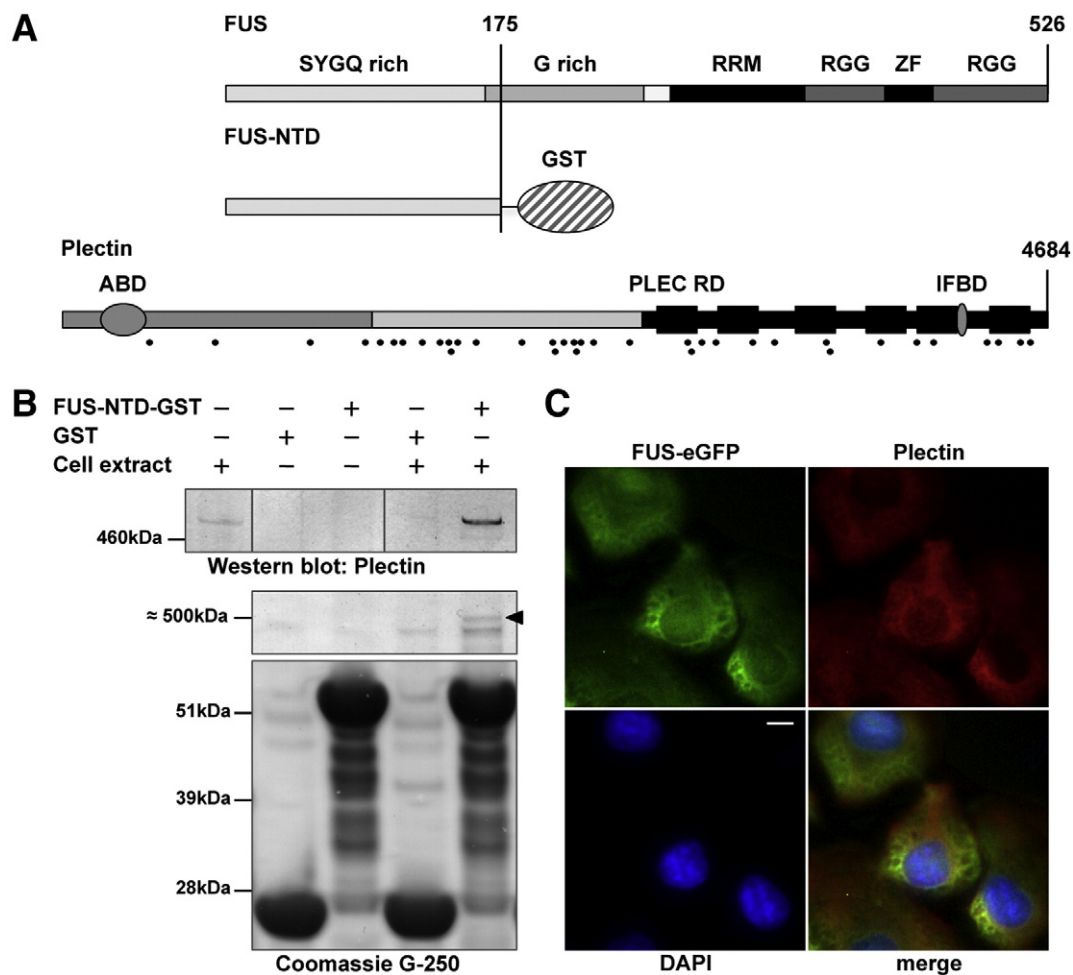 A
FUS 175 526
SYGQ rich G rich RRM RGG ZF RGG
FUS-NTD
GST
Plectin 4684
ABD PLEC RD IFBD
B
FUS-NTD-GST – – + – +
GST – + – + –
Cell extract + – – + +
460kDa
Western blot: Plectin
≈ 500kDa
51kDa
39kDa
28kDa
Coomassie G-250
C
FUS-eGFP Plectin
DAPI merge